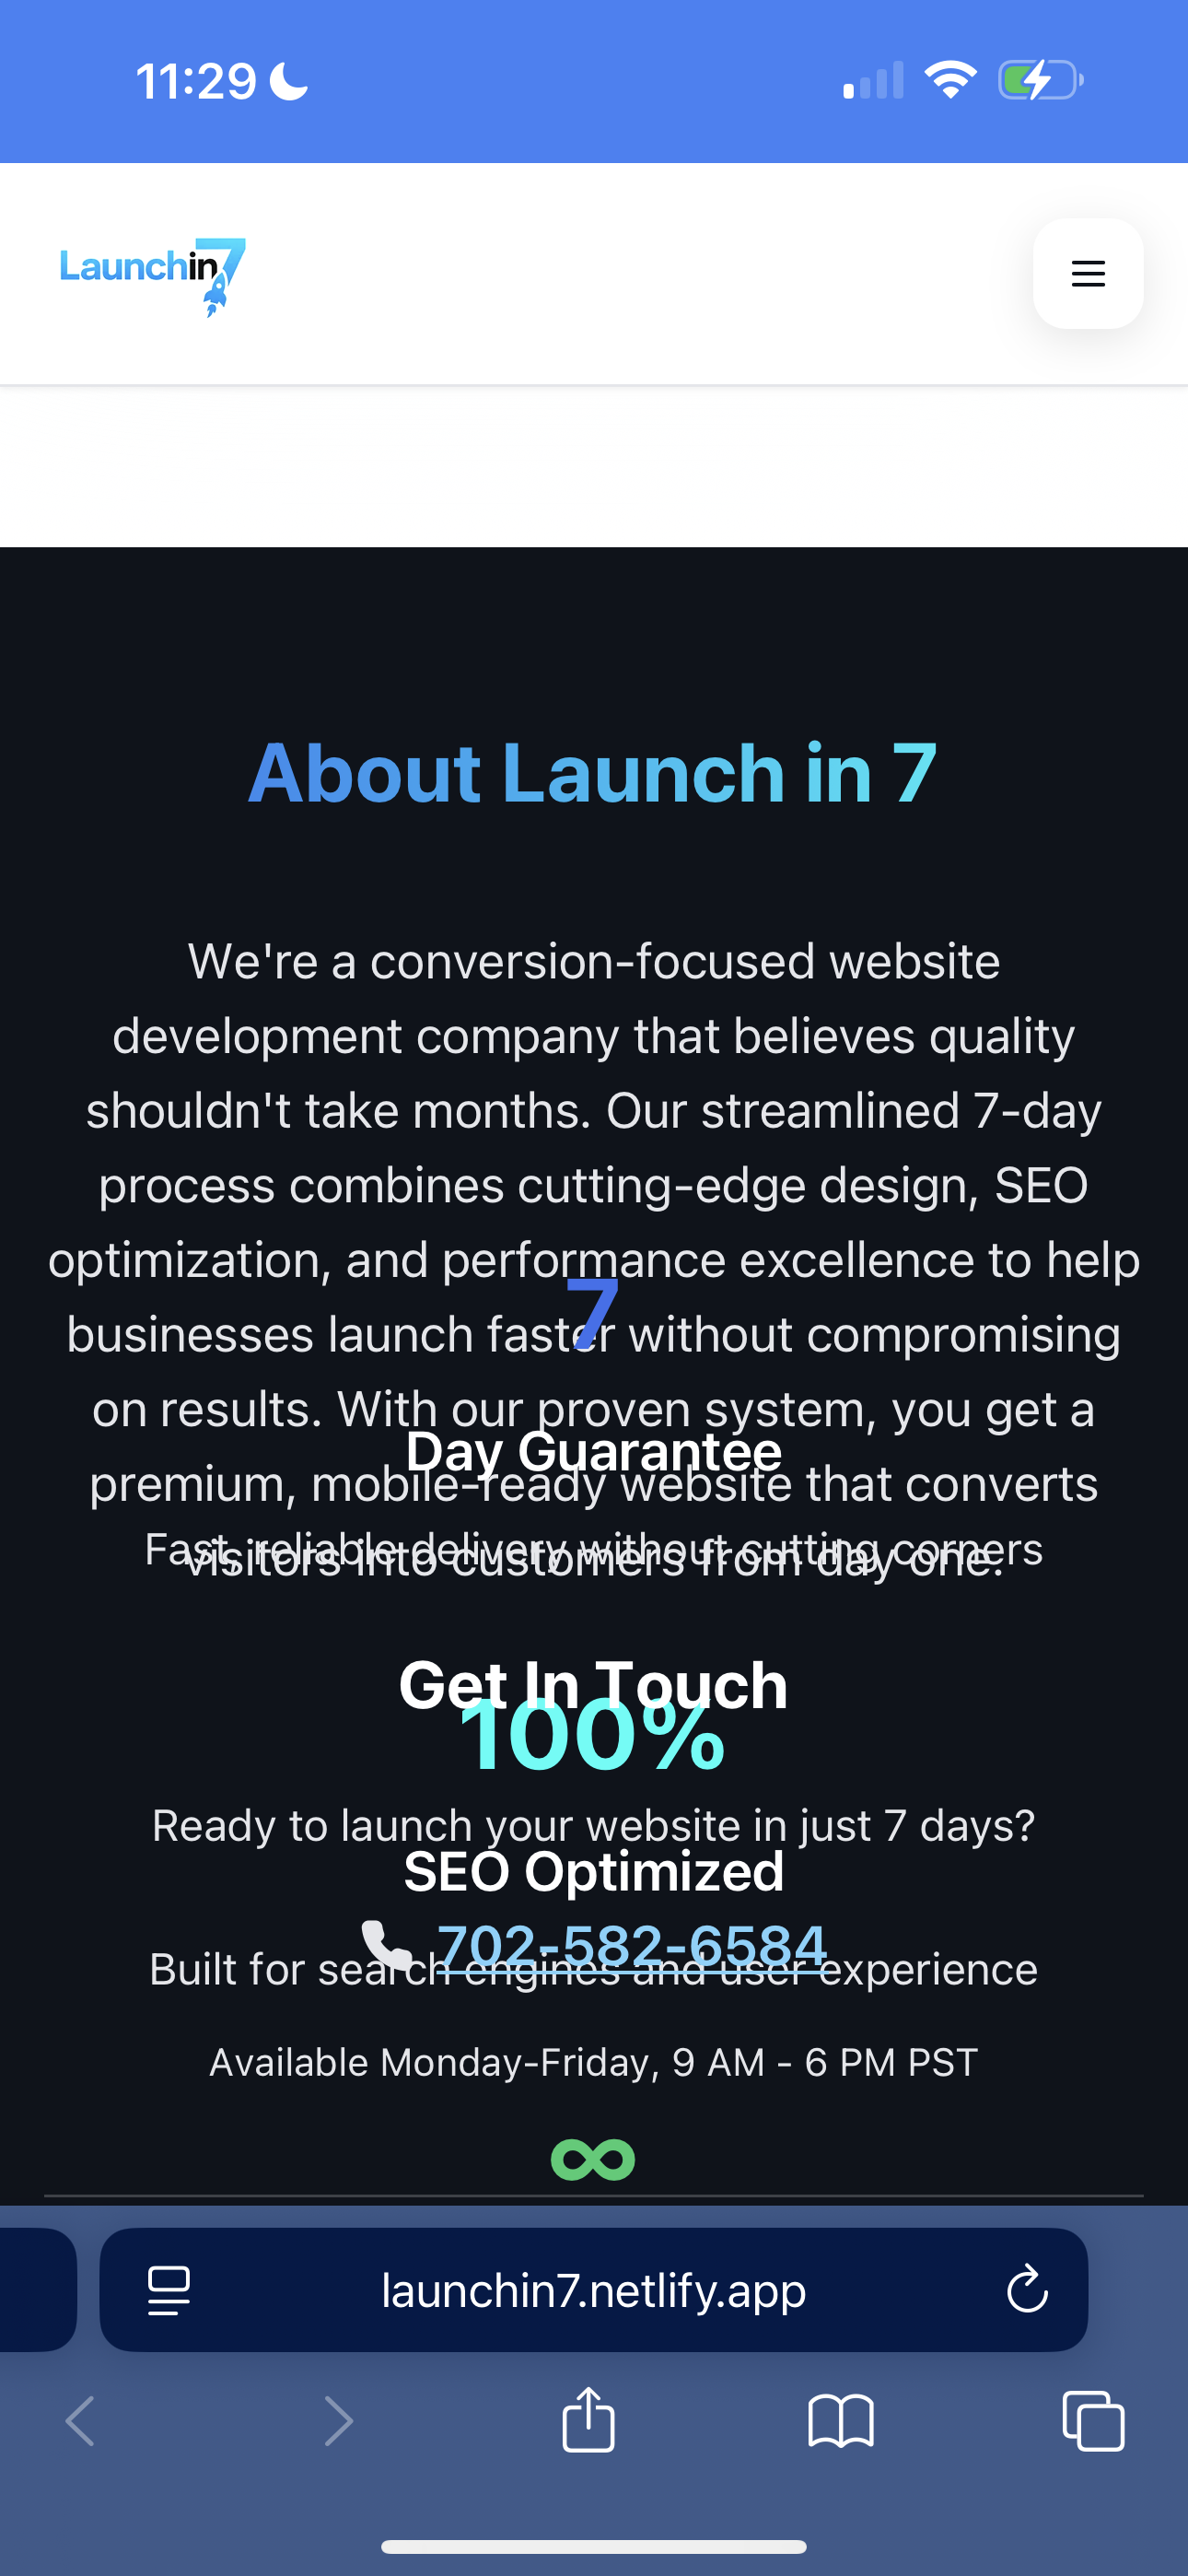 11:29
Launchin7
About Launch in 7
We're a conversion-focused website
development company that believes quality
shouldn't take months. Our streamlined 7-day
process combines cutting-edge design, SEO
optimization, and performance excellence to help
7
businesses launch faster without compromising
on results. With our proven system, you get a
Day Guarantee
premium, mobile-ready website that converts
Fast, reliable delivery without cutting corners
visitors into customers from day one.
Get In Touch
100%
Ready to launch your website in just 7 days?
SEO Optimized
702-582-6584
Built for search engines and user experience
Available Monday-Friday, 9 AM - 6 PM PST
∞
launchin7.netlify.app